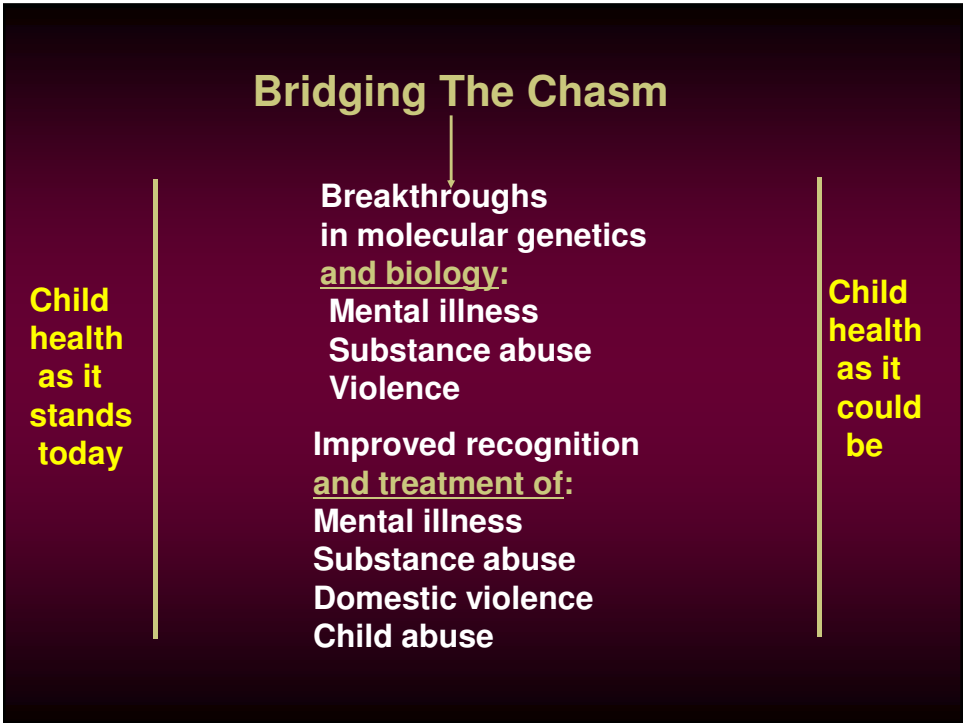 Bridging The Chasm
Child
health
as it
stands
today
Breakthroughs
in molecular genetics
and biology:
Mental illness
Substance abuse
Violence
Improved recognition
and treatment of:
Mental illness
Substance abuse
Domestic violence
Child abuse
Child
health
as it
could
be